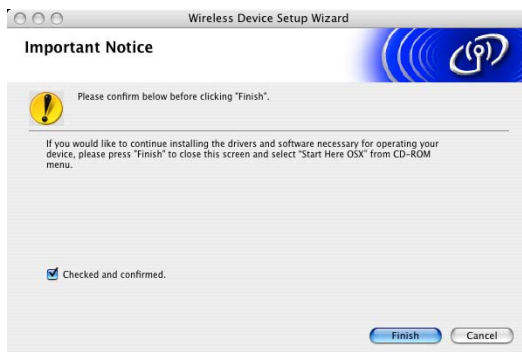 Wireless Device Setup Wizard
Important Notice
Please confirm below before clicking "Finish".
If you would like to continue installing the drivers and software necessary for operating your
device, please press "Finish" to close this screen and select "Start Here OSX" from CD-ROM
menu.
Checked and confirmed.
Finish Cancel